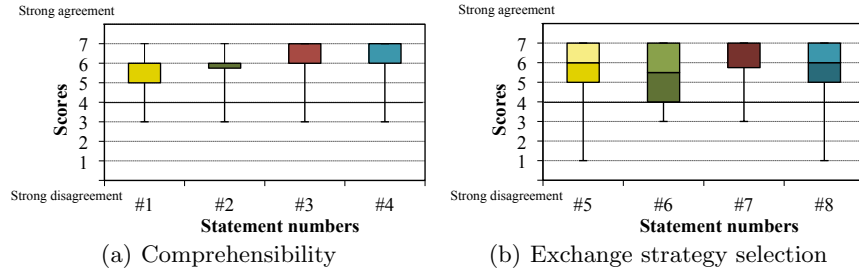 Strong agreement
7
6
5
4
3
2
1
Scores
Strong disagreement
#1 #2 #3 #4
Statement numbers
(a) Comprehensibility
Strong agreement
7
6
5
4
3
2
1
Scores
Strong disagreement
#5 #6 #7 #8
Statement numbers
(b) Exchange strategy selection